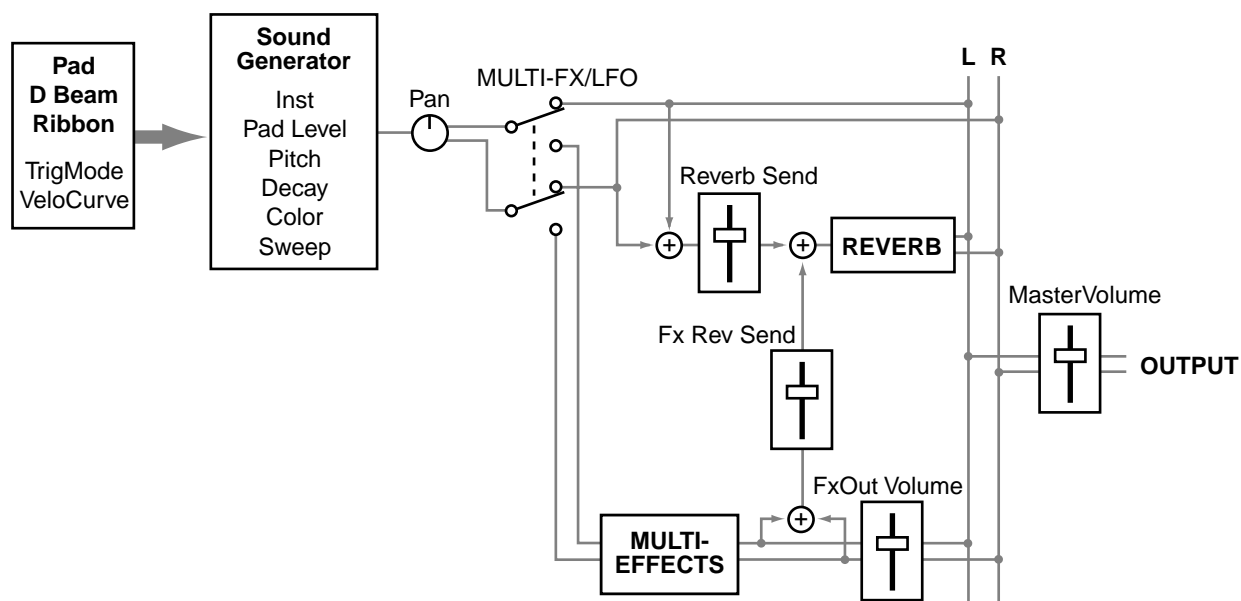 Pad
D Beam
Ribbon
TrigMode
VeloCurve
Sound
Generator
Inst
Pad Level
Pitch
Decay
Color
Sweep
Pan
MULTI-FX/LFO
L R
Reverb Send
REVERB
Fx Rev Send
MasterVolume
OUTPUT
FxOut Volume
MULTI-
EFFECTS